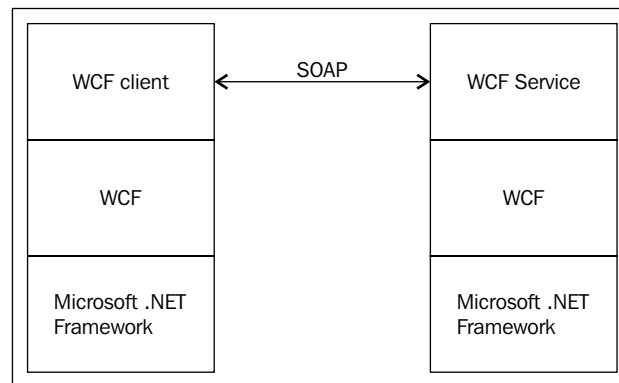 WCF client
SOAP
WCF Service
WCF
WCF
Microsoft .NET
Framework
Microsoft .NET
Framework